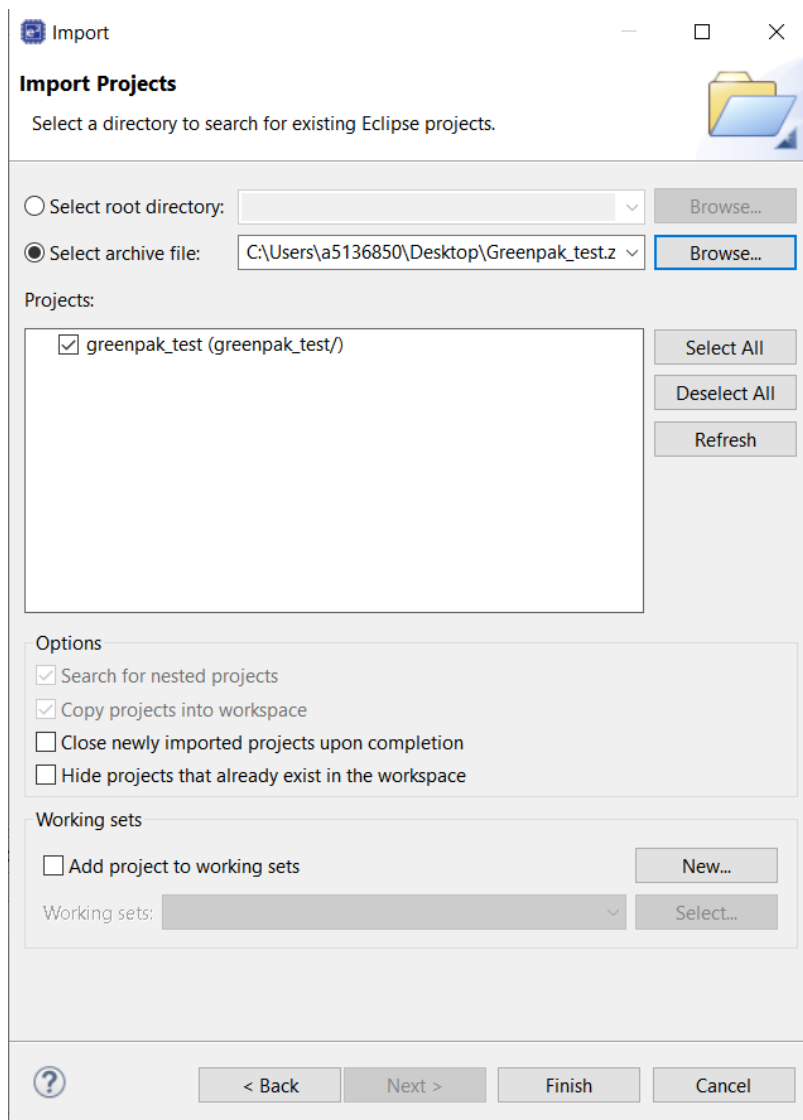 e²
Import
Import Projects
Select a directory to search for existing Eclipse projects.
Select root directory:
Browse...
Select archive file:
C:\Users\a5136850\Desktop\Greenpak_test.z
Browse...
Projects:
greenpak_test (greenpak_test/)
Select All
Deselect All
Refresh
Options
Search for nested projects
Copy projects into workspace
Close newly imported projects upon completion
Hide projects that already exist in the workspace
Working sets
Add project to working sets
New...
Working sets:
Select...
?
< Back
Next >
Finish
Cancel